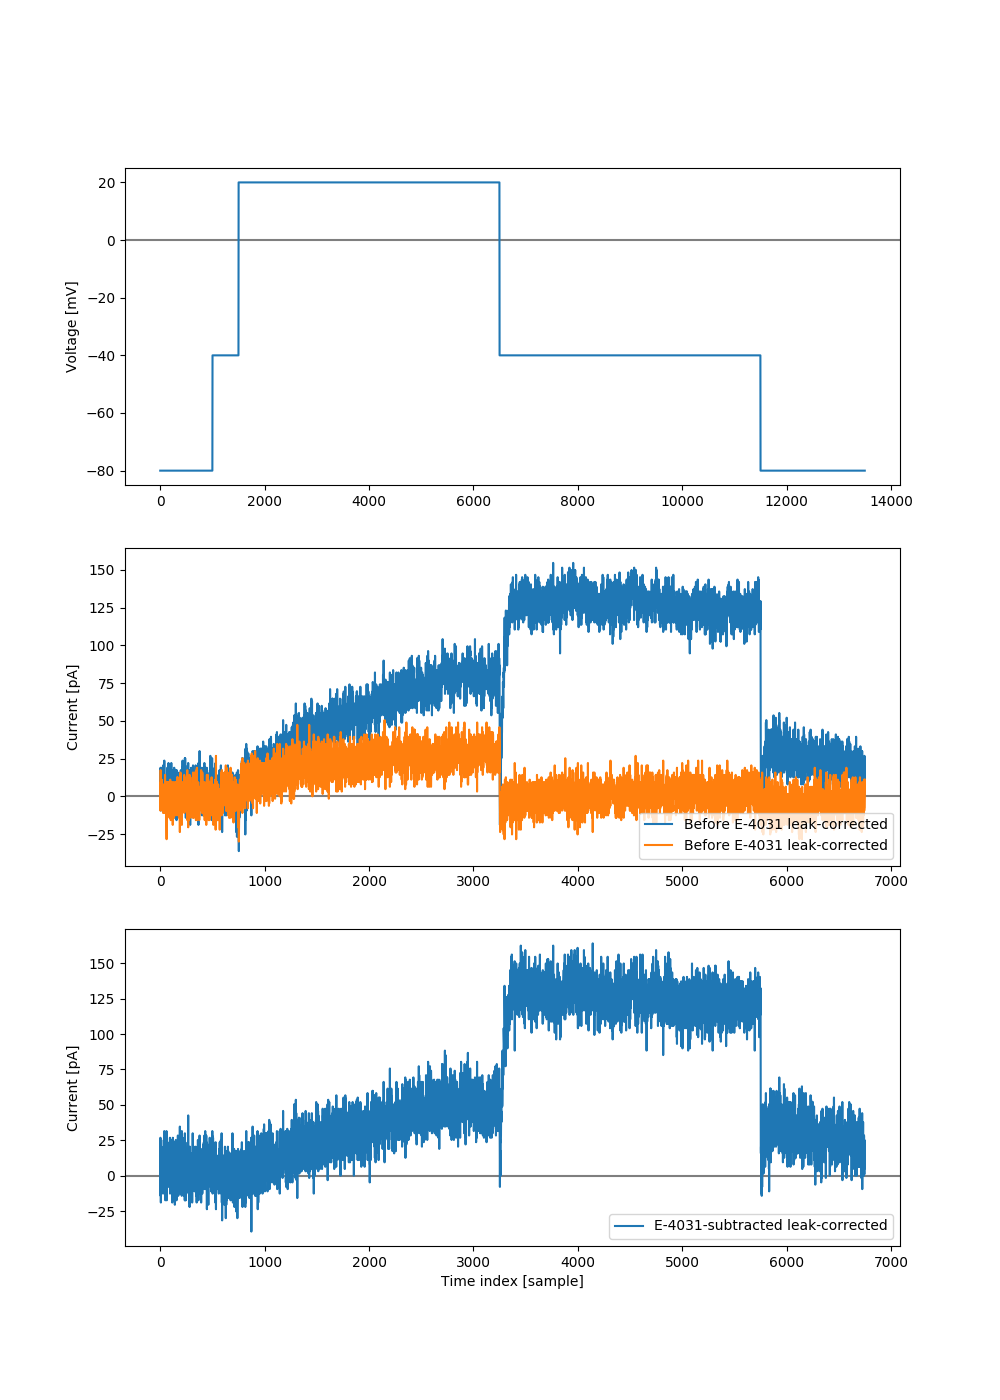 20
0
−20
−40
−60
−80
Voltage [mV]
0 2000 4000 6000 8000 10000 12000 14000
150
125
100
75
50
25
0
−25
Current [pA]
Before E-4031 leak-corrected
Before E-4031 leak-corrected
0 1000 2000 3000 4000 5000 6000 7000
150
125
100
75
50
25
0
−25
Current [pA]
E-4031-subtracted leak-corrected
0 1000 2000 3000 4000 5000 6000 7000
Time index [sample]